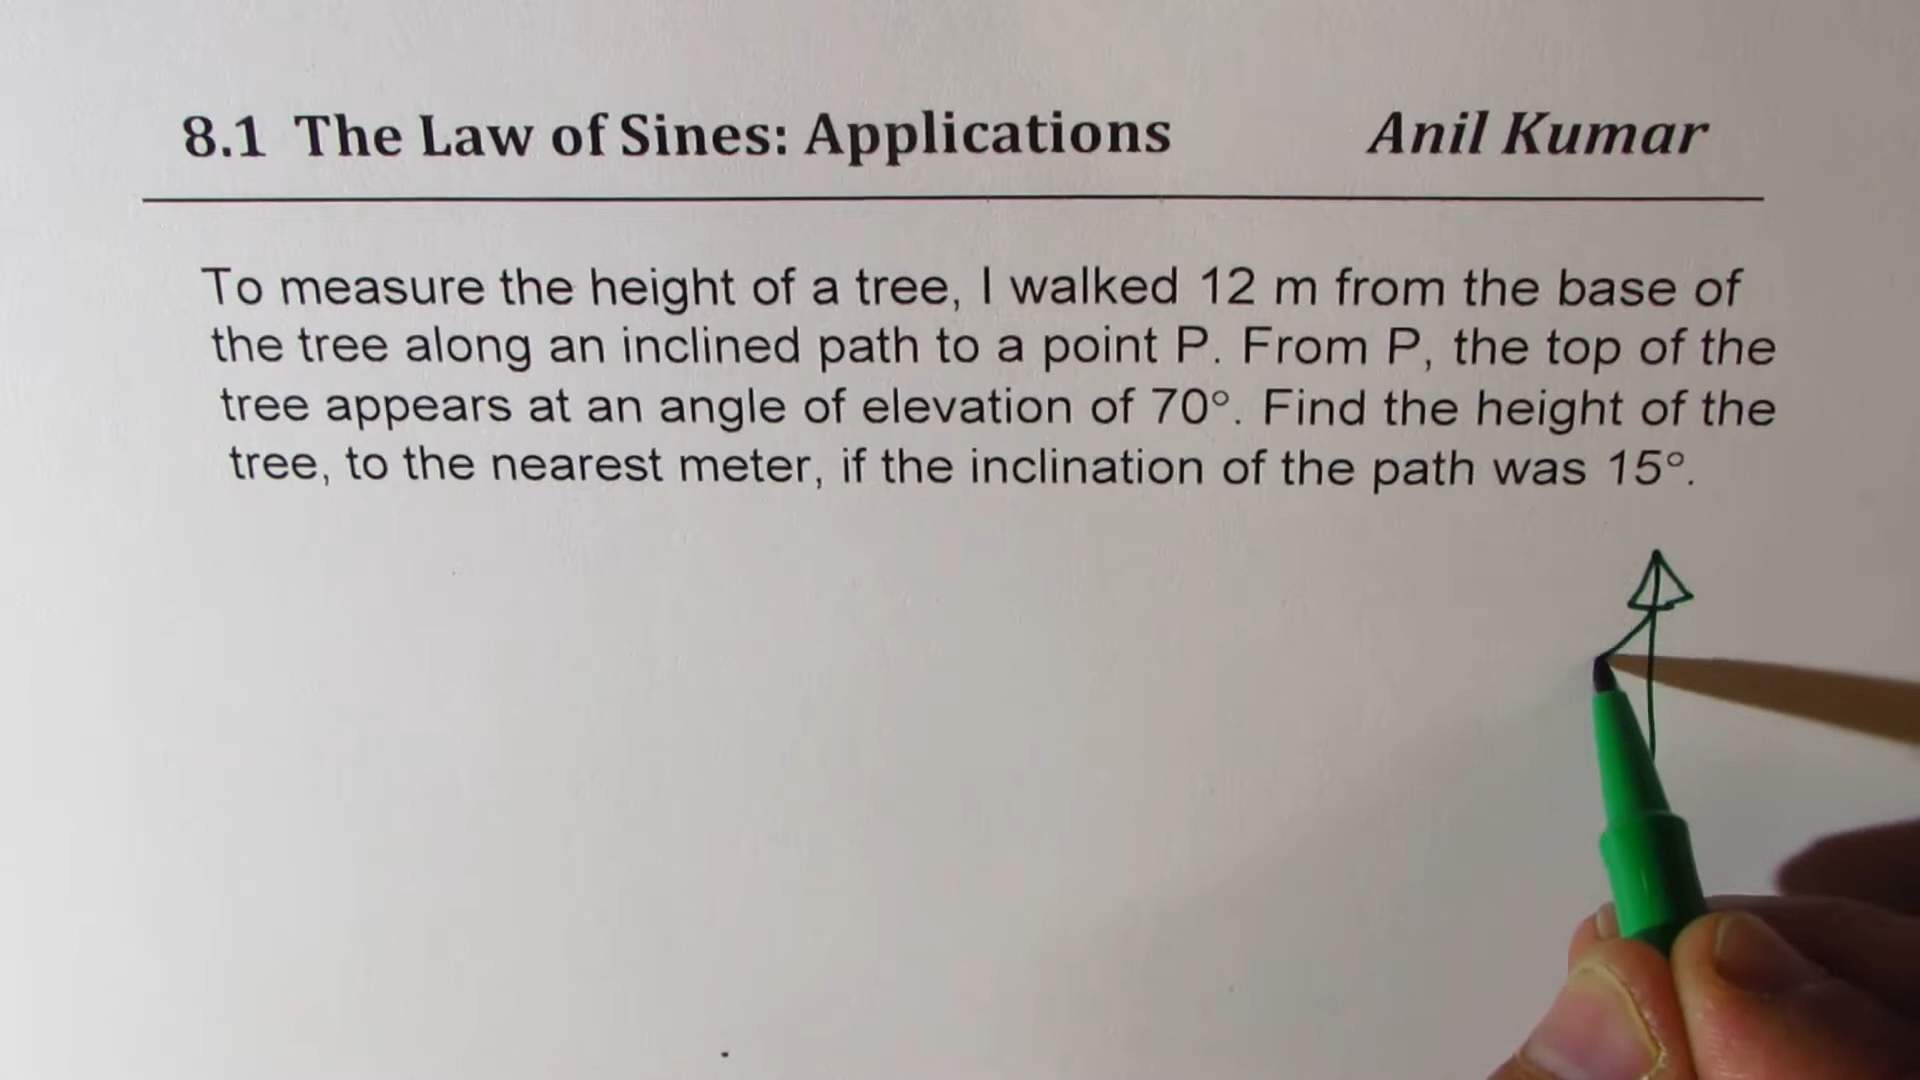 8.1 The Law of Sines: Applications Anil Kumar
To measure the height of a tree, I walked 12 m from the base of
the tree along an inclined path to a point P. From P, the top of the
tree appears at an angle of elevation of 70°. Find the height of the
tree, to the nearest meter, if the inclination of the path was 15°.